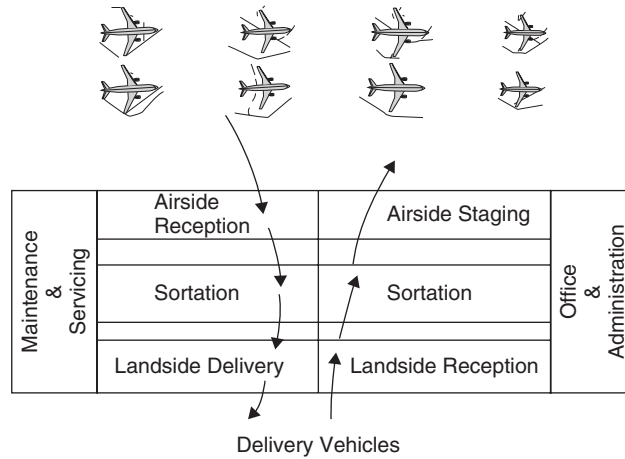 Maintenance
&
Servicing
Airside
Reception
Airside Staging
Sortation
Sortation
Landside Delivery
Landside Reception
Office
&
Administration
Delivery Vehicles